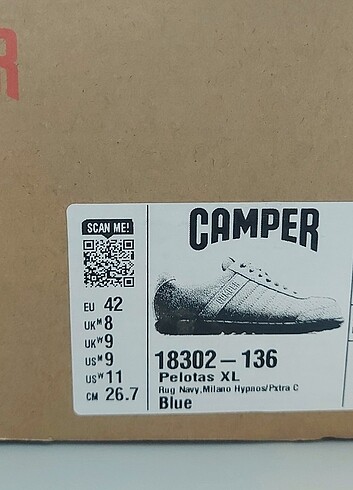 R
SCAN ME!
CAMPER
EU 42
UK M 8
UK W 9
US M 9
US W 11
CM 26.7
18302-136
Pelotas XL
Rug Navy,Milano Hypnos/Pxtra C
Blue